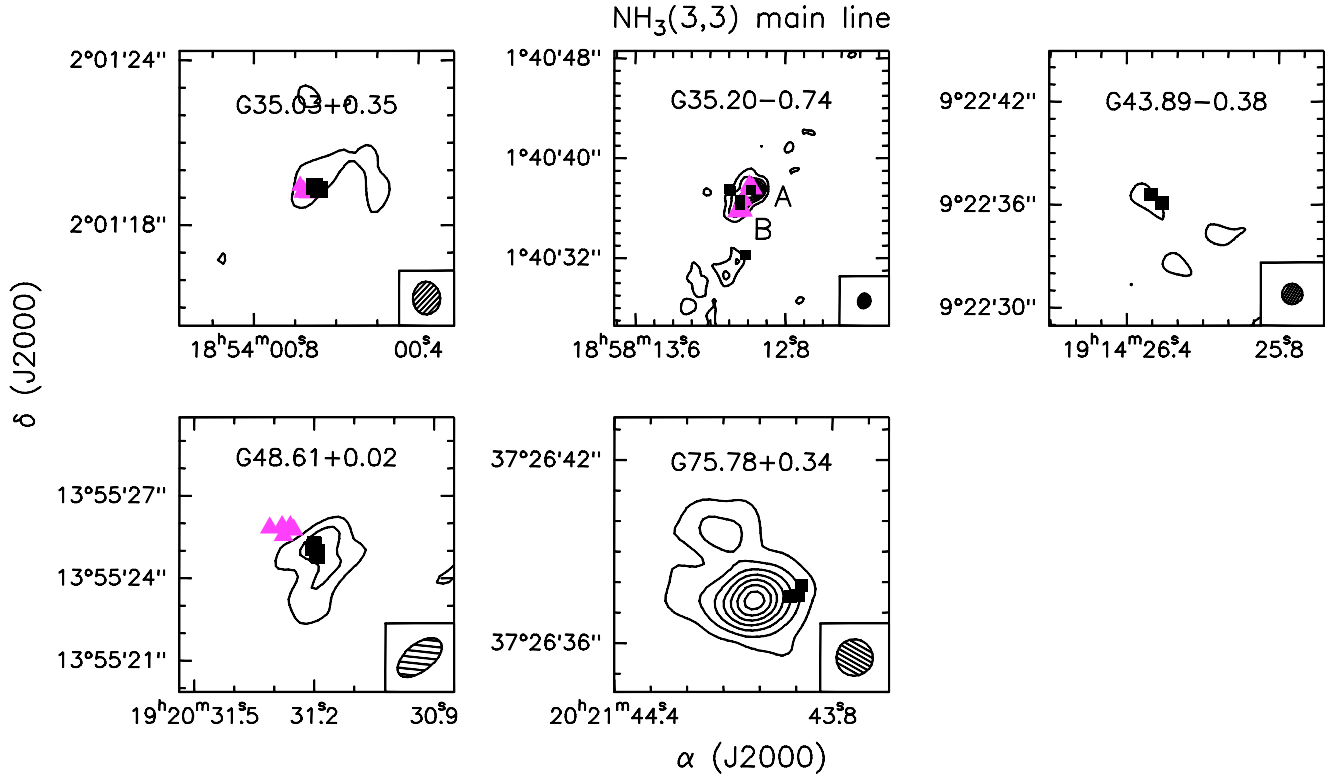 NH3(3,3) main line
2°01'24"
G35.03+0.35
2°01'18"
18h54m00s.8
00s.4
1°40'48"
G35.20−0.74
1°40'40"
A
B
1°40'32"
18h58m13s.6
12s.8
9°22'42"
G43.89−0.38
9°22'36"
9°22'30"
19h14m26s.4
25s.8
δ (J2000)
G48.61+0.02
13°55'27"
13°55'24"
13°55'21"
19h20m31s.5
31s.2
30s.9
37°26'42"
G75.78+0.34
37°26'36"
20h21m44s.4
43s.8
α (J2000)